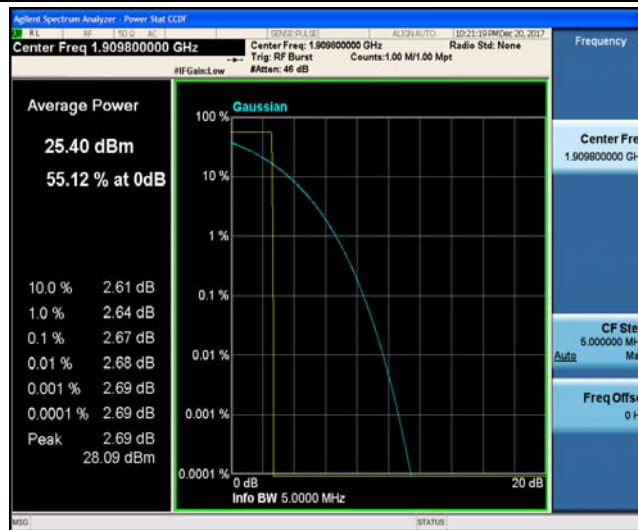 Agilent Spectrum Analyzer - Power Stat CCDF
RL RF 50 Ω AC SENSE:PULSE ALIGN AUTO 10:21:19 PM Dec 20, 2017
Center Freq 1.909800000 GHz
Center Freq: 1.909800000 GHz Radio Std: None
Trig: RF Burst Counts:1.00 M/1.00 Mpt
#IFGain:Low #Atten: 46 dB
Frequency
Average Power
25.40 dBm
55.12 % at 0dB
10.0 % 2.61 dB
1.0 % 2.64 dB
0.1 % 2.67 dB
0.01 % 2.68 dB
0.001 % 2.69 dB
0.0001 % 2.69 dB
Peak 2.69 dB
28.09 dBm
Gaussian
100 %
10 %
1 %
0.1 %
0.01 %
0.001 %
0.0001 %
0 dB 20 dB
Info BW 5.0000 MHz
Center Fre
1.909800000 GH
CF Ste
5.000000 MH
Auto Ma
Freq Offse
0 H
MSG STATUS